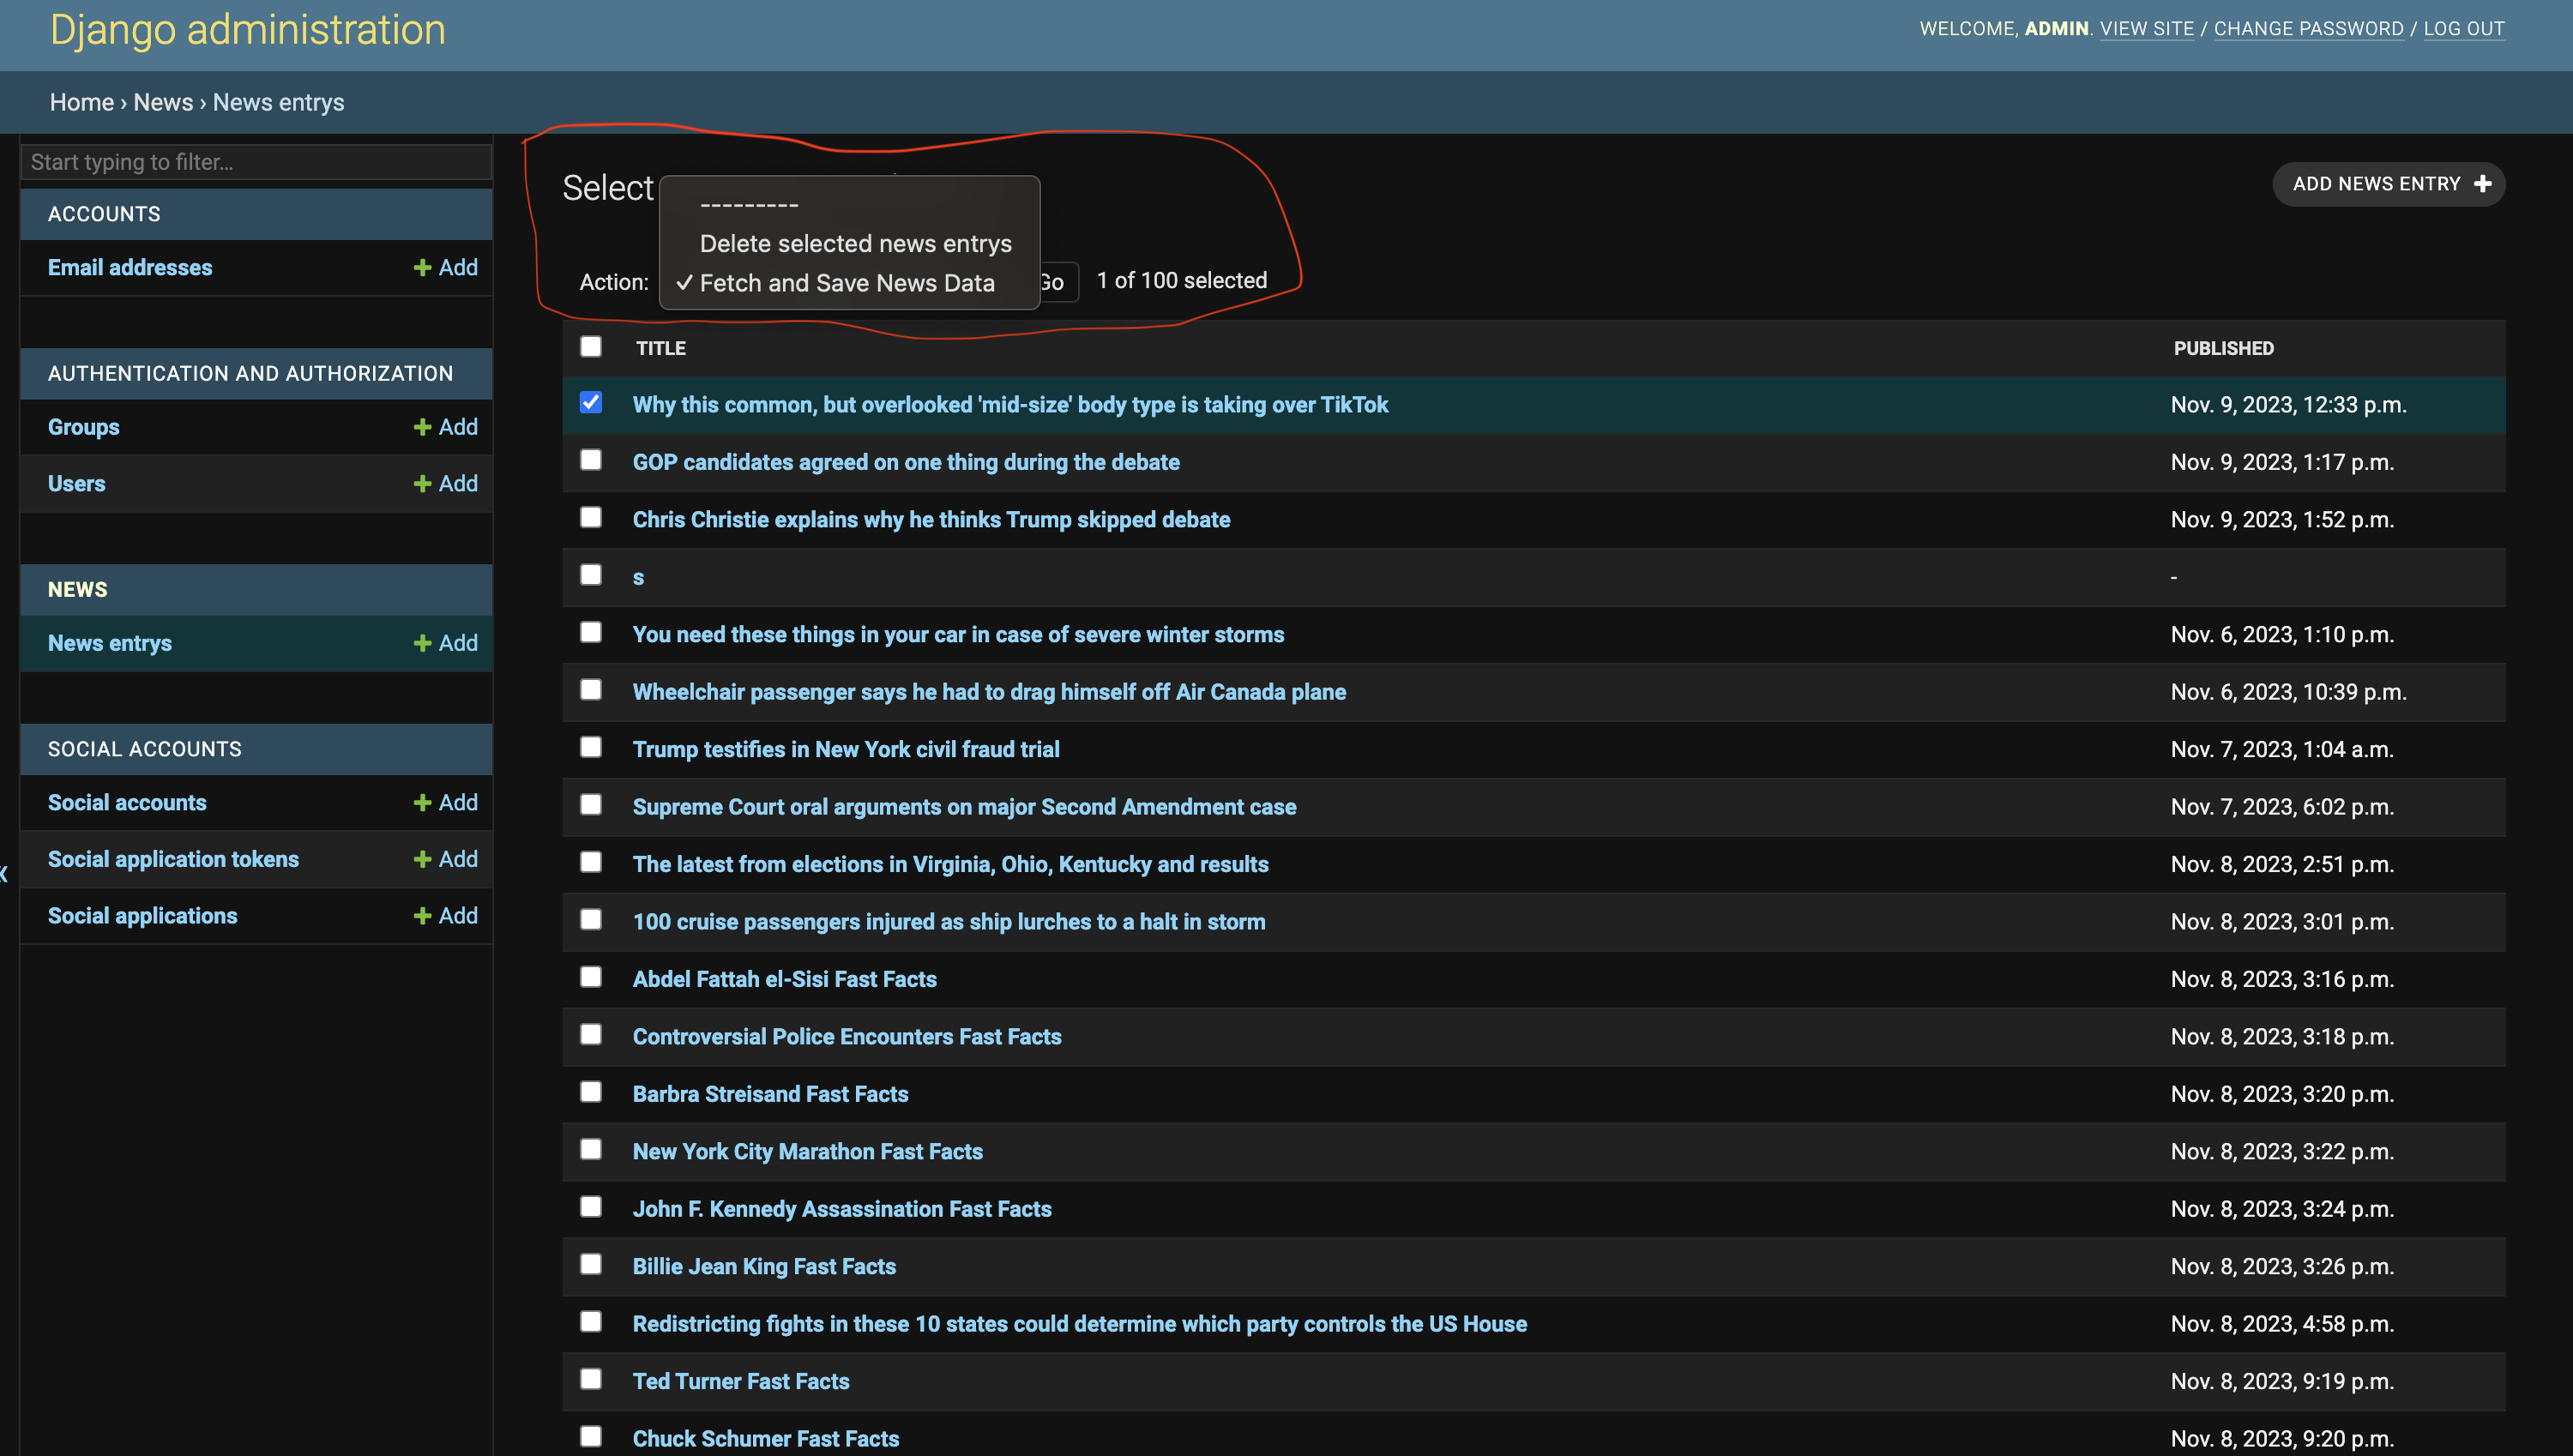 Django administration
WELCOME, ADMIN. VIEW SITE / CHANGE PASSWORD / LOG OUT
Home › News › News entrys
Start typing to filter...
ACCOUNTS
Email addresses + Add
AUTHENTICATION AND AUTHORIZATION
Groups + Add
Users + Add
NEWS
News entrys + Add
SOCIAL ACCOUNTS
Social accounts + Add
Social application tokens + Add
Social applications + Add
Select
ADD NEWS ENTRY +
---------
Delete selected news entrys
Action: ✓ Fetch and Save News Data Go 1 of 100 selected
TITLE PUBLISHED
Why this common, but overlooked 'mid-size' body type is taking over TikTok Nov. 9, 2023, 12:33 p.m.
GOP candidates agreed on one thing during the debate Nov. 9, 2023, 1:17 p.m.
Chris Christie explains why he thinks Trump skipped debate Nov. 9, 2023, 1:52 p.m.
s -
You need these things in your car in case of severe winter storms Nov. 6, 2023, 1:10 p.m.
Wheelchair passenger says he had to drag himself off Air Canada plane Nov. 6, 2023, 10:39 p.m.
Trump testifies in New York civil fraud trial Nov. 7, 2023, 1:04 a.m.
Supreme Court oral arguments on major Second Amendment case Nov. 7, 2023, 6:02 p.m.
The latest from elections in Virginia, Ohio, Kentucky and results Nov. 8, 2023, 2:51 p.m.
100 cruise passengers injured as ship lurches to a halt in storm Nov. 8, 2023, 3:01 p.m.
Abdel Fattah el-Sisi Fast Facts Nov. 8, 2023, 3:16 p.m.
Controversial Police Encounters Fast Facts Nov. 8, 2023, 3:18 p.m.
Barbra Streisand Fast Facts Nov. 8, 2023, 3:20 p.m.
New York City Marathon Fast Facts Nov. 8, 2023, 3:22 p.m.
John F. Kennedy Assassination Fast Facts Nov. 8, 2023, 3:24 p.m.
Billie Jean King Fast Facts Nov. 8, 2023, 3:26 p.m.
Redistricting fights in these 10 states could determine which party controls the US House Nov. 8, 2023, 4:58 p.m.
Ted Turner Fast Facts Nov. 8, 2023, 9:19 p.m.
Chuck Schumer Fast Facts Nov. 8, 2023, 9:20 p.m.